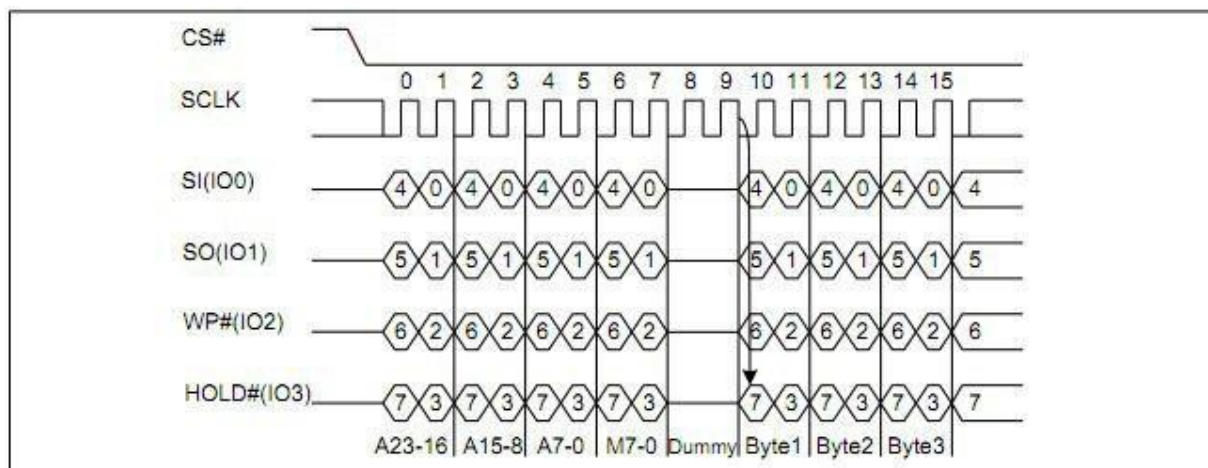 CS#
0 1 2 3 4 5 6 7 8 9 10 11 12 13 14 15
SCLK
SI(IO0) 4 0 4 0 4 0 4 0 4 0 4 0 4 0 4
SO(IO1) 5 1 5 1 5 1 5 1 5 1 5 1 5 1 5
WP#(IO2) 6 2 6 2 6 2 6 2 6 2 6 2 6 2 6
HOLD#(IO3) 7 3 7 3 7 3 7 3 7 3 7 3 7 3 7
A23-16 A15-8 A7-0 M7-0 Dummy Byte1 Byte2 Byte3